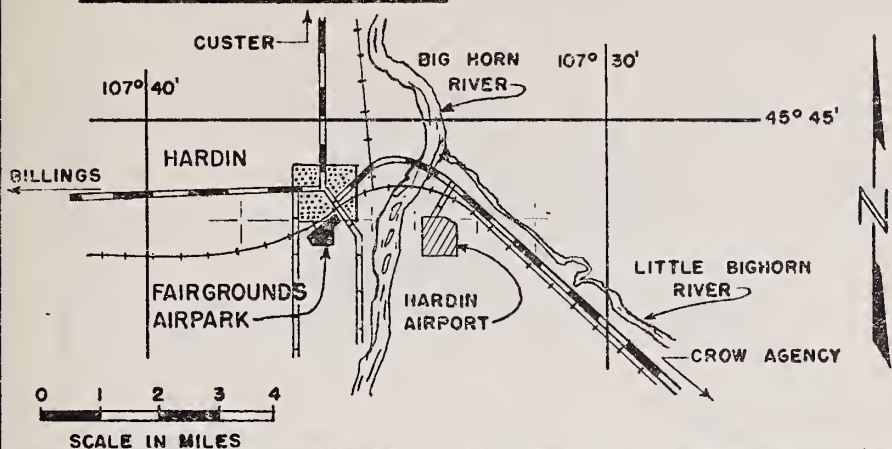 CUSTER
BIG HORN
RIVER
107° 30'
107° 40'
45° 45'
HARDIN
BILLINGS
N
LITTLE BIGHORN
RIVER
FAIRGROUNDS
AIRPARK
HARDIN
AIRPORT
CROW AGENCY
0 1 2 3 4
SCALE IN MILES